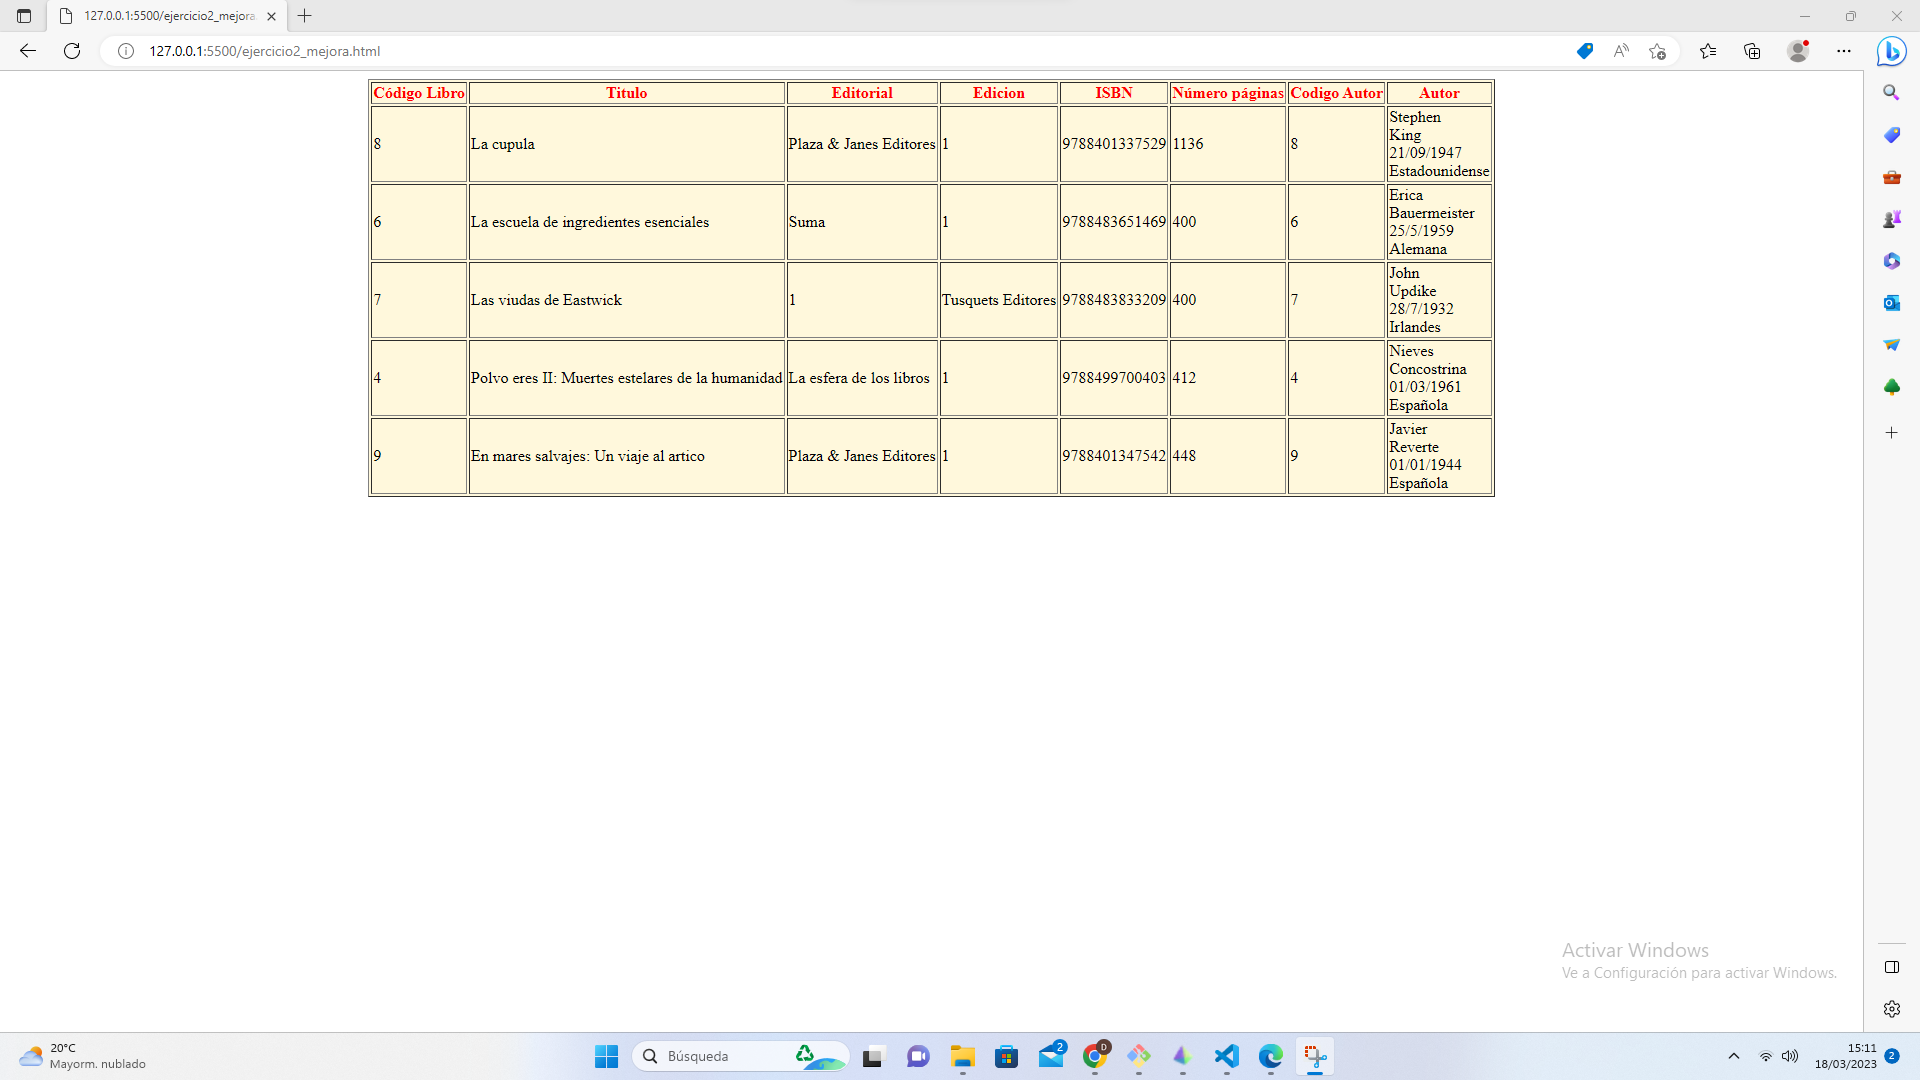 127.0.0.1:5500/ejercicio2_mejora
127.0.0.1:5500/ejercicio2_mejora.html
Código Libro Titulo Editorial Edicion ISBN Número páginas Codigo Autor Autor
8 La cupula Plaza & Janes Editores 1 9788401337529 1136 8
Stephen
King
21/09/1947
Estadounidense
6 La escuela de ingredientes esenciales Suma 1 9788483651469 400 6
Erica
Bauermeister
25/5/1959
Alemana
7 Las viudas de Eastwick 1 Tusquets Editores 9788483833209 400 7
John
Updike
28/7/1932
Irlandes
4 Polvo eres II: Muertes estelares de la humanidad La esfera de los libros 1 9788499700403 412 4
Nieves
Concostrina
01/03/1961
Española
9 En mares salvajes: Un viaje al artico Plaza & Janes Editores 1 9788401347542 448 9
Javier
Reverte
01/01/1944
Española
Activar Windows
Ve a Configuración para activar Windows.
20°C
Mayorm. nublado
Búsqueda
2
D
15:11
18/03/2023
2